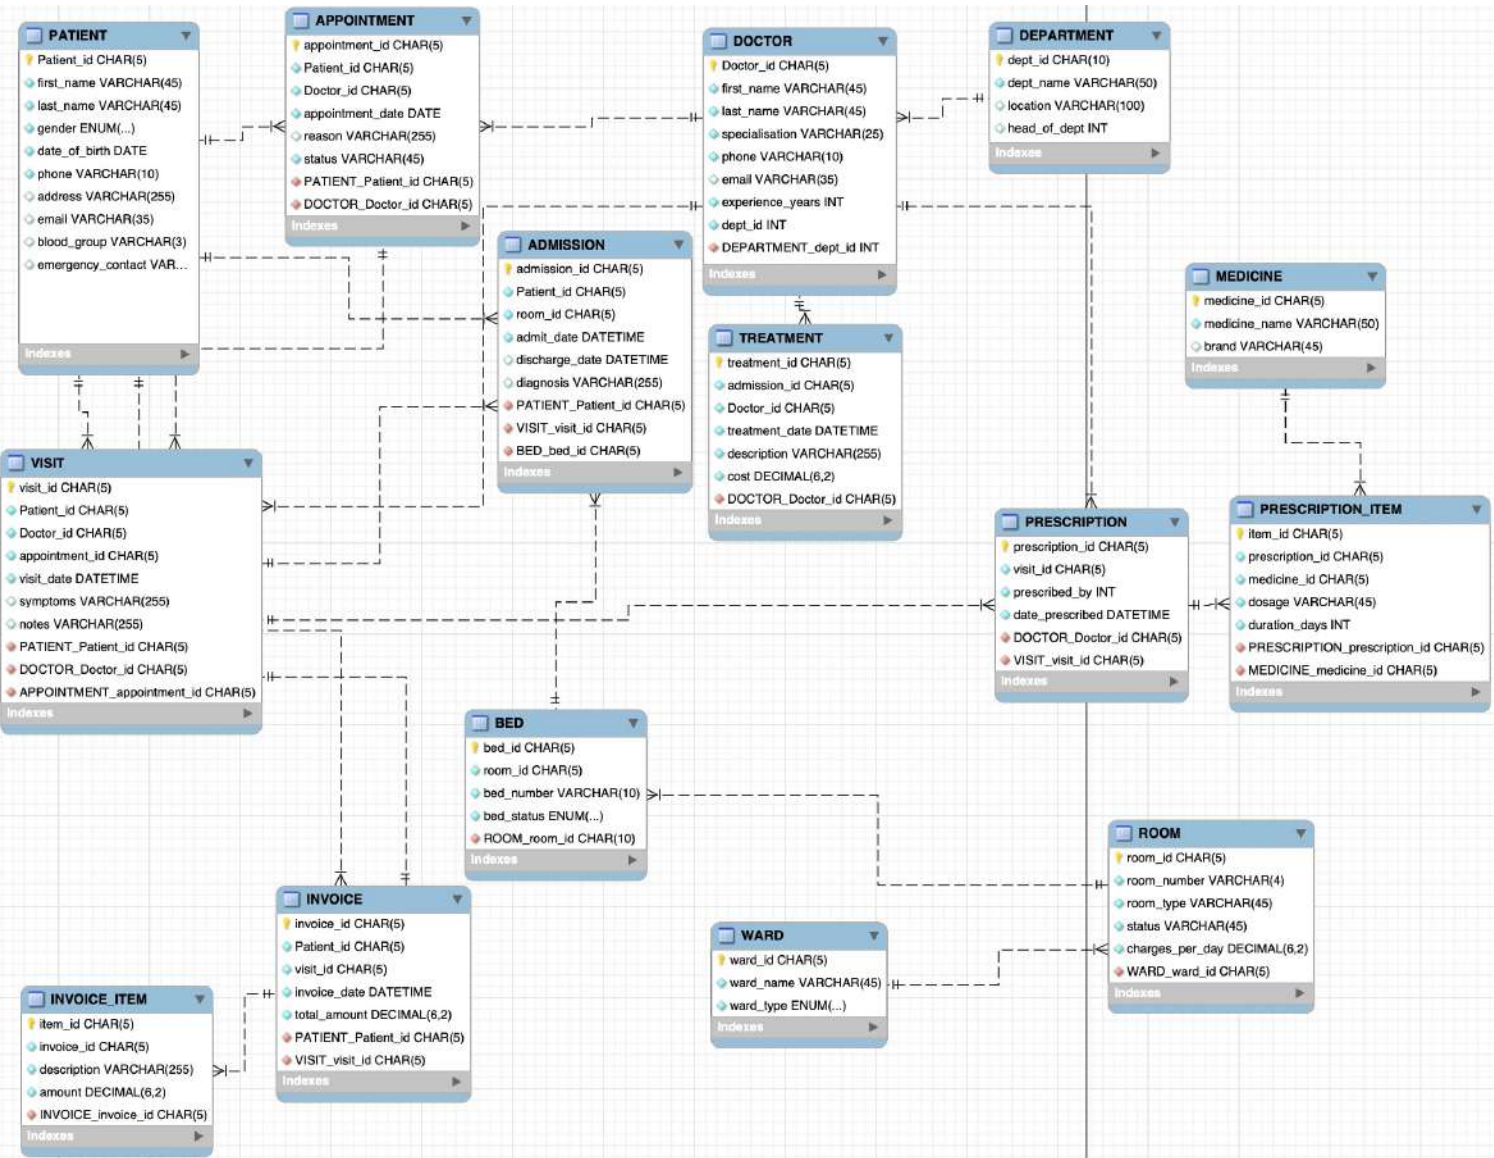 PATIENT
Patient_id CHAR(5)
first_name VARCHAR(45)
last_name VARCHAR(45)
gender ENUM(...)
date_of_birth DATE
phone VARCHAR(10)
address VARCHAR(255)
email VARCHAR(35)
blood_group VARCHAR(3)
emergency_contact VAR...
Indexes
APPOINTMENT
appointment_id CHAR(5)
Patient_id CHAR(5)
Doctor_id CHAR(5)
appointment_date DATE
reason VARCHAR(255)
status VARCHAR(45)
PATIENT_Patient_id CHAR(5)
DOCTOR_Doctor_id CHAR(5)
Indexes
DOCTOR
Doctor_id CHAR(5)
first_name VARCHAR(45)
last_name VARCHAR(45)
specialisation VARCHAR(25)
phone VARCHAR(10)
email VARCHAR(35)
experience_years INT
dept_id INT
DEPARTMENT_dept_id INT
Indexes
DEPARTMENT
dept_id CHAR(10)
dept_name VARCHAR(50)
location VARCHAR(100)
head_of_dept INT
Indexes
ADMISSION
admission_id CHAR(5)
Patient_id CHAR(5)
room_id CHAR(5)
admit_date DATETIME
discharge_date DATETIME
diagnosis VARCHAR(255)
PATIENT_Patient_id CHAR(5)
VISIT_visit_id CHAR(5)
BED_bed_id CHAR(5)
Indexes
TREATMENT
treatment_id CHAR(5)
admission_id CHAR(5)
Doctor_id CHAR(5)
treatment_date DATETIME
description VARCHAR(255)
cost DECIMAL(6,2)
DOCTOR_Doctor_id CHAR(5)
Indexes
MEDICINE
medicine_id CHAR(5)
medicine_name VARCHAR(50)
brand VARCHAR(45)
Indexes
VISIT
visit_id CHAR(5)
Patient_id CHAR(5)
Doctor_id CHAR(5)
appointment_id CHAR(5)
visit_date DATETIME
symptoms VARCHAR(255)
notes VARCHAR(255)
PATIENT_Patient_id CHAR(5)
DOCTOR_Doctor_id CHAR(5)
APPOINTMENT_appointment_id CHAR(5)
Indexes
PRESCRIPTION
prescription_id CHAR(5)
visit_id CHAR(5)
prescribed_by INT
date_prescribed DATETIME
DOCTOR_Doctor_id CHAR(5)
VISIT_visit_id CHAR(5)
Indexes
PRESCRIPTION_ITEM
item_id CHAR(5)
prescription_id CHAR(5)
medicine_id CHAR(5)
dosage VARCHAR(45)
duration_days INT
PRESCRIPTION_prescription_id CHAR(5)
MEDICINE_medicine_id CHAR(5)
Indexes
BED
bed_id CHAR(5)
room_id CHAR(5)
bed_number VARCHAR(10)
bed_status ENUM(...)
ROOM_room_id CHAR(10)
Indexes
ROOM
room_id CHAR(5)
room_number VARCHAR(4)
room_type VARCHAR(45)
status VARCHAR(45)
charges_per_day DECIMAL(6,2)
WARD_ward_id CHAR(5)
Indexes
INVOICE
invoice_id CHAR(5)
Patient_id CHAR(5)
visit_id CHAR(5)
invoice_date DATETIME
total_amount DECIMAL(6,2)
PATIENT_Patient_id CHAR(5)
VISIT_visit_id CHAR(5)
Indexes
WARD
ward_id CHAR(5)
ward_name VARCHAR(45)
ward_type ENUM(...)
Indexes
INVOICE_ITEM
item_id CHAR(5)
invoice_id CHAR(5)
description VARCHAR(255)
amount DECIMAL(6,2)
INVOICE_invoice_id CHAR(5)
Indexes